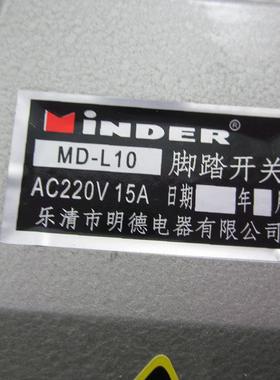 MINDER®
MD-L10 脚踏开关
AC220V 15A 日期 年
乐清市明德电器有限公司